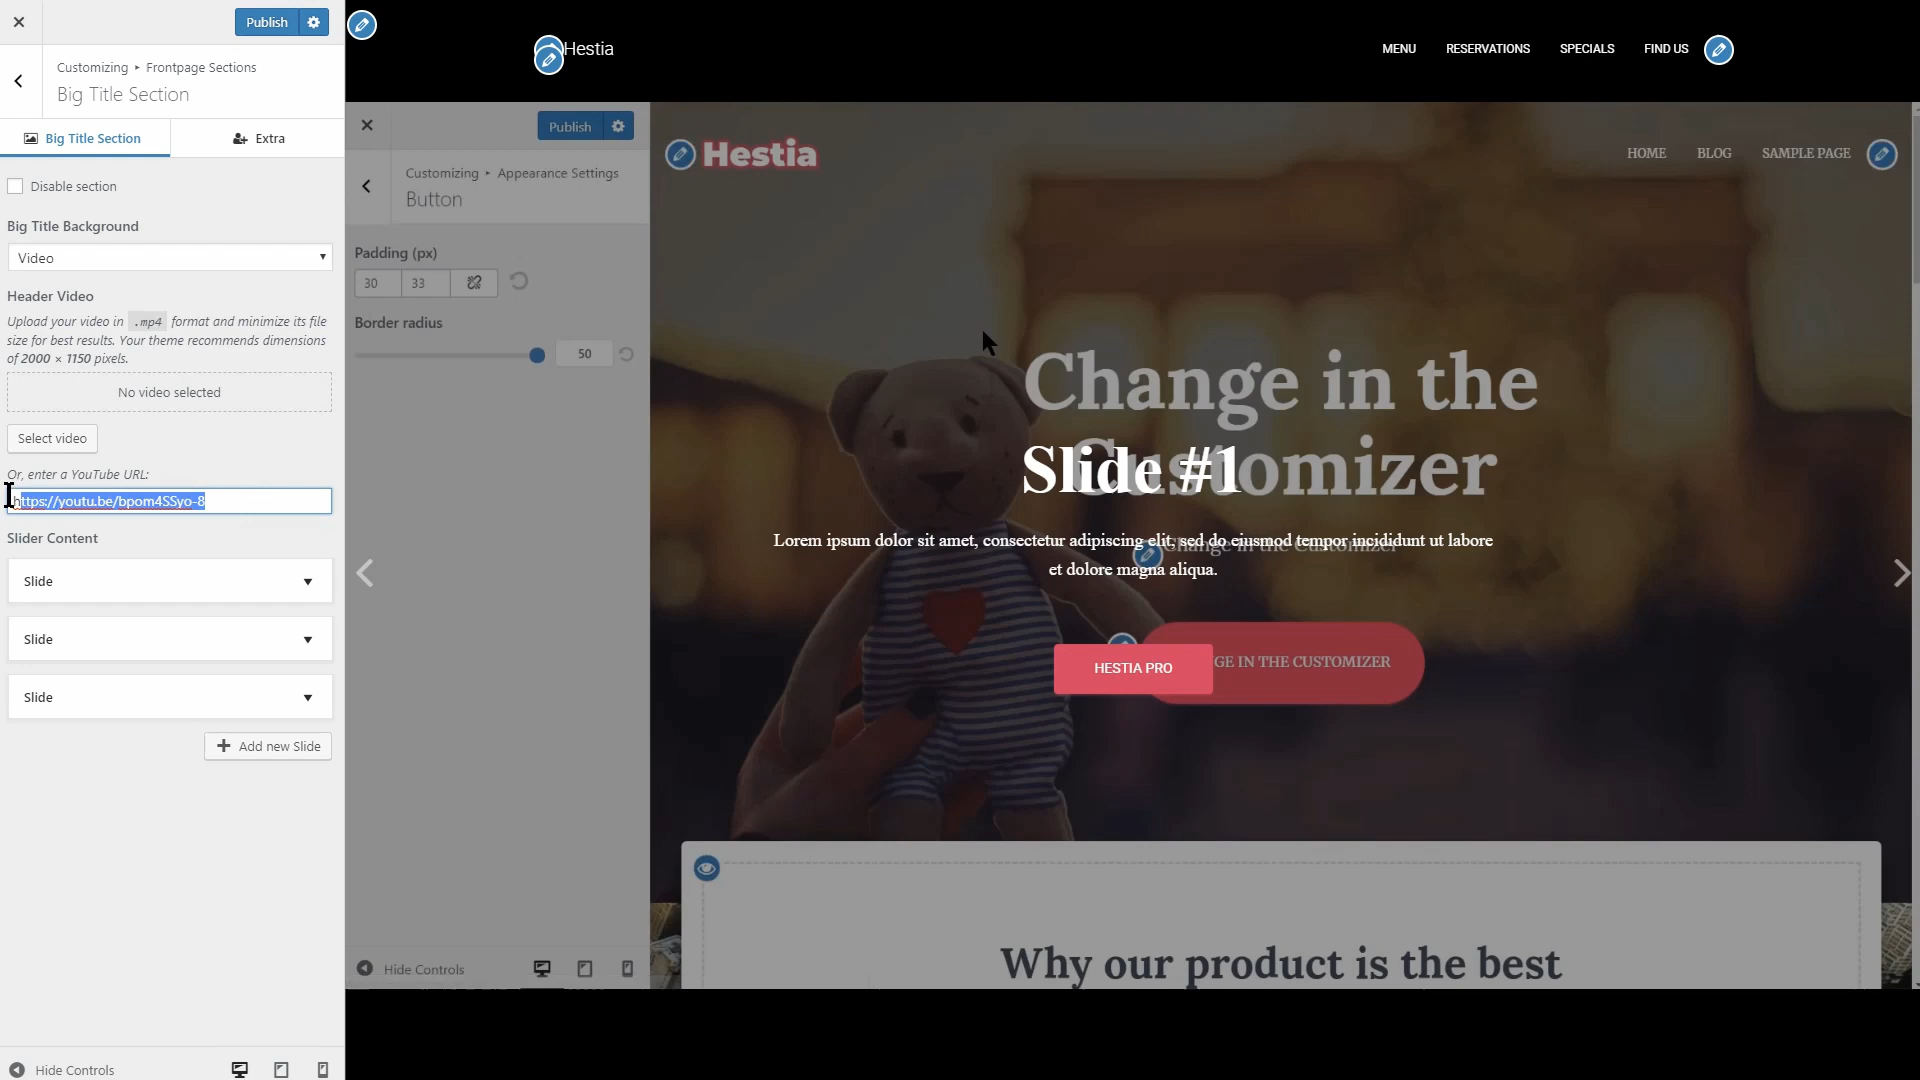 Publish
Customizing ▸ Frontpage Sections
Big Title Section
Big Title Section
Extra
Disable section
Big Title Background
Video
Header Video
Upload your video in .mp4 format and minimize its file
size for best results. Your theme recommends dimensions
of 2000 × 1150 pixels.
No video selected
Select video
Or, enter a YouTube URL:
https://youtu.be/bpom4SSyo-8
Slider Content
Slide
Slide
Slide
Add new Slide
Hide Controls
Hestia
MENU
RESERVATIONS
SPECIALS
FIND US
Publish
Customizing ▸ Appearance Settings
Button
Padding (px)
30
33
Border radius
50
Hide Controls
Hestia
HOME
BLOG
SAMPLE PAGE
Change in the
Customizer
Slide #1
Lorem ipsum dolor sit amet, consectetur adipiscing elit, sed do eiusmod tempor incididunt ut labore
et dolore magna aliqua.
Change in the Customizer
HESTIA PRO
GE IN THE CUSTOMIZER
Why our product is the best